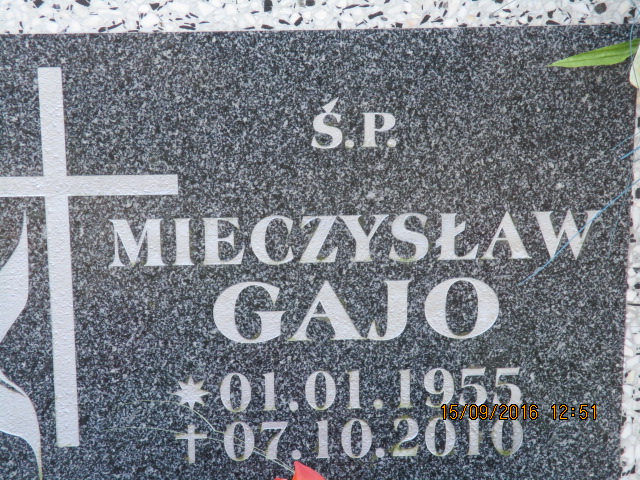 Ś.P.
MIECZYSŁAW
GAJO
* 01.01.1955
15/09/2016 12:51
✝ 07.10.2010